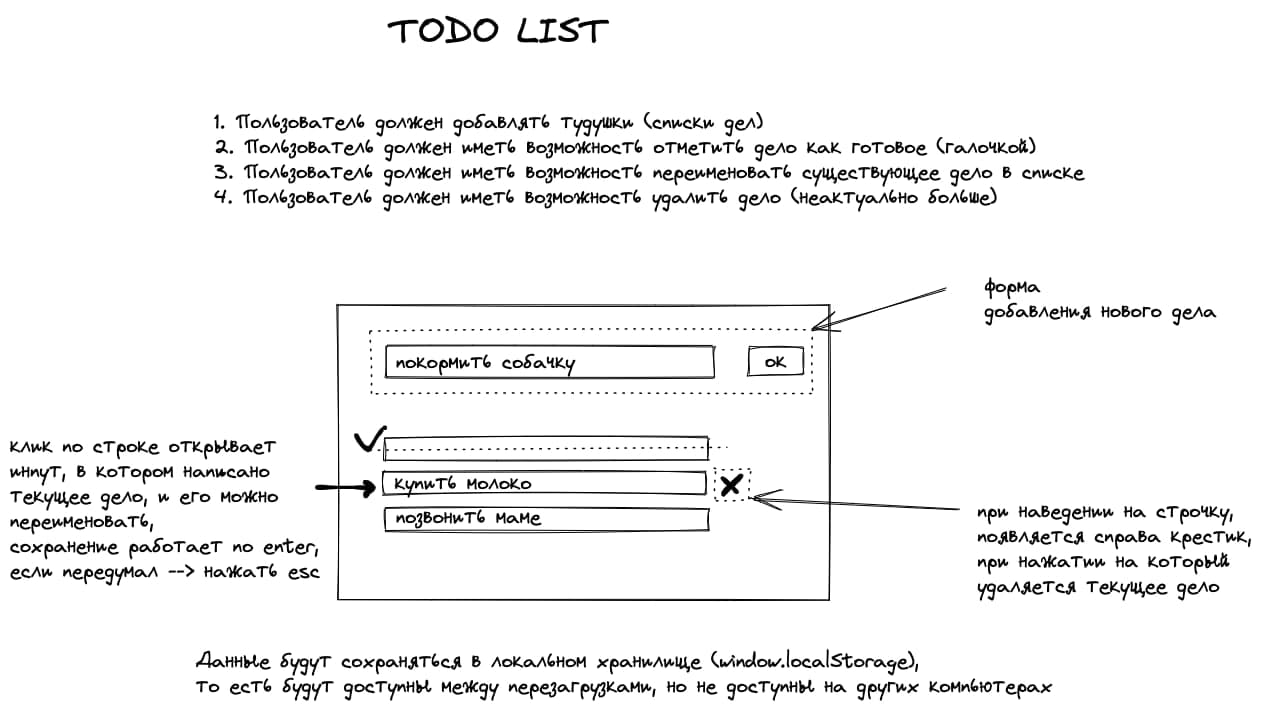 TODO LIST
1. Пользователь должен добавлять тудушки (списки дел)
2. Пользователь должен иметь возможность отметить дело как готовое (галочкой)
3. Пользователь должен иметь возможность переименовать существующее дело в списке
4. Пользователь должен иметь возможность удалить дело (неактуально больше)
форма
добавления нового дела
покормить собачку
ок
клик по строке открывает
инпут, в котором написано
текущее дело, и его можно
переименовать,
сохранение работает по enter,
если передумал --> нажать esc
купить молоко
позвонить маме
при наведении на строчку,
появляется справа крестик,
при нажатии на который
удаляется текущее дело
Данные будут сохраняться в локальном хранилище (window.localStorage),
то есть будут доступны между перезагрузками, но не доступны на других компьютерах